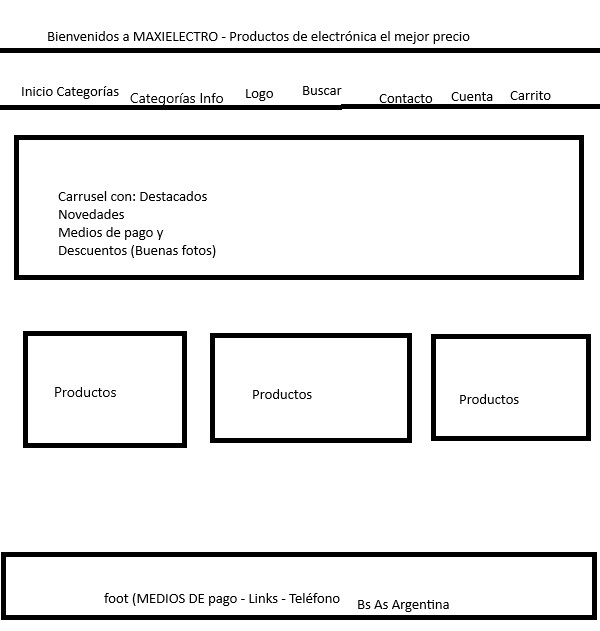 Bienvenidos a MAXIELECTRO - Productos de electrónica el mejor precio
Inicio Categorías Categorías Info Logo Buscar Contacto Cuenta Carrito
Carrusel con: Destacados
Novedades
Medios de pago y
Descuentos (Buenas fotos)
Productos Productos Productos
foot (MEDIOS DE pago - Links - Teléfono Bs As Argentina